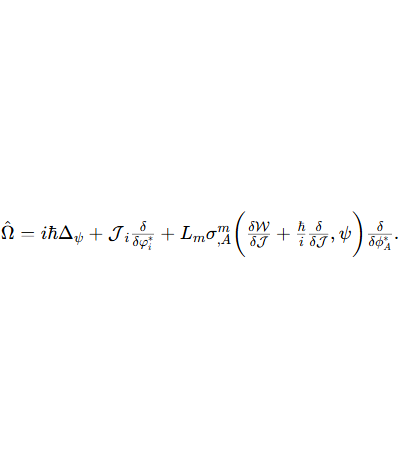 $\hat{\Omega} = i\hbar\Delta_{\psi} + \mathcal{J}_i \frac{\delta}{\delta\varphi_i^*} + L_m \sigma^m_{,A} \left( \frac{\delta\mathcal{W}}{\delta\mathcal{J}} + \frac{\hbar}{i} \frac{\delta}{\delta\mathcal{J}}, \psi \right) \frac{\delta}{\delta\phi_A^*}.$